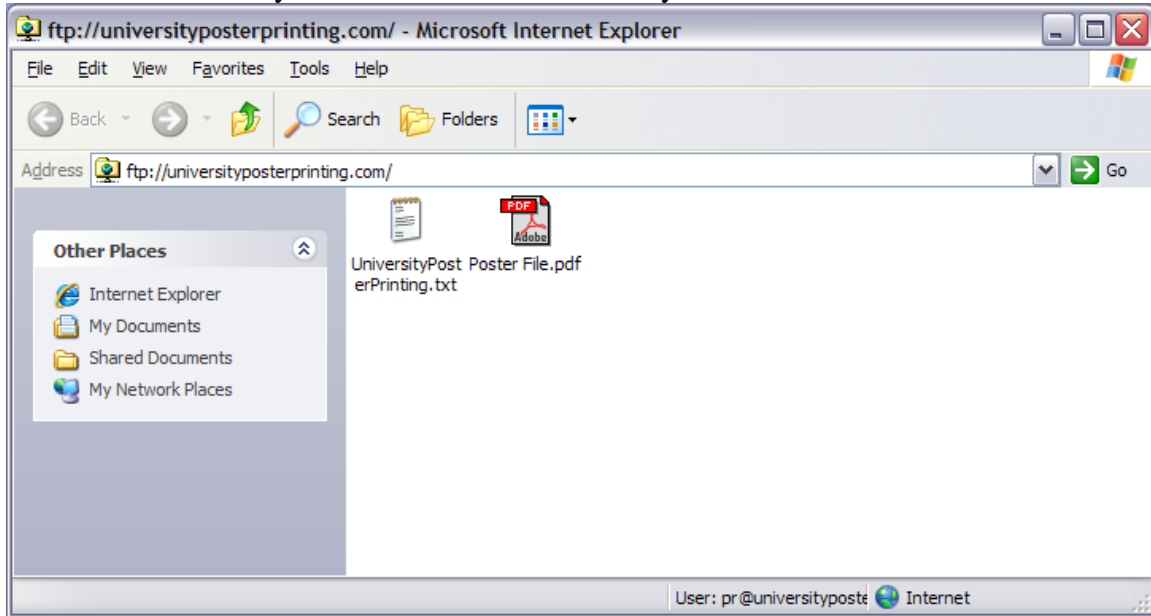 ftp://universityposterprinting.com/ - Microsoft Internet Explorer
File Edit View Favorites Tools Help
Back Search Folders
Address ftp://universityposterprinting.com/ Go
Other Places
Internet Explorer
My Documents
Shared Documents
My Network Places
UniversityPost
erPrinting.txt
PDF
Adobe
Poster File.pdf
User: pr@universityposte Internet